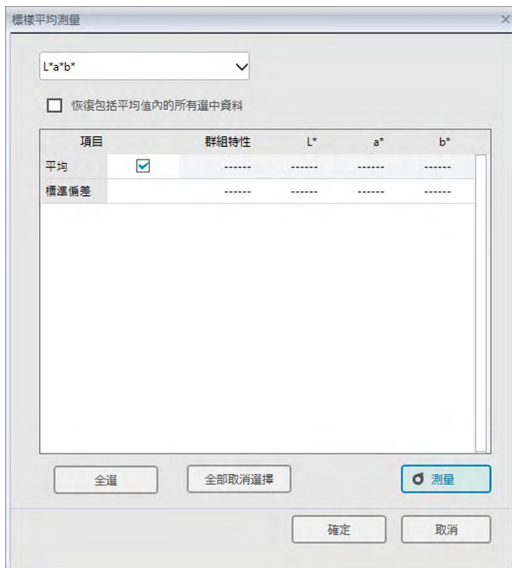 標樣平均測量
L*a*b*
恢復包括平均值內的所有選中資料
項目 群組特性 L* a* b*
平均 ------ ------ ------ ------
標準偏差 ------ ------ ------ ------
全選 全部取消選擇 測量
確定 取消